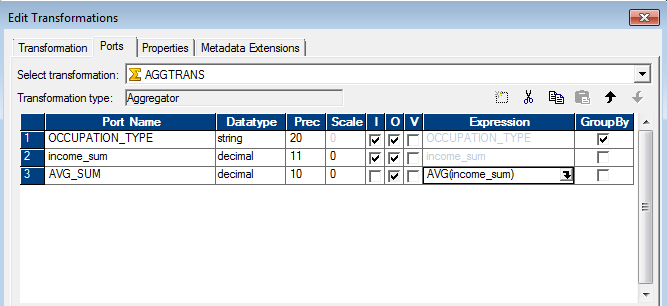 Edit Transformations
Transformation Ports Properties Metadata Extensions
Select transformation: AGGTRANS
Transformation type: Aggregator
Port Name Datatype Prec Scale I O V Expression GroupBy
1 OCCUPATION_TYPE string 20 0 OCCUPATION_TYPE
2 income_sum decimal 11 0 income_sum
3 AVG_SUM decimal 10 0 AVG(income_sum)